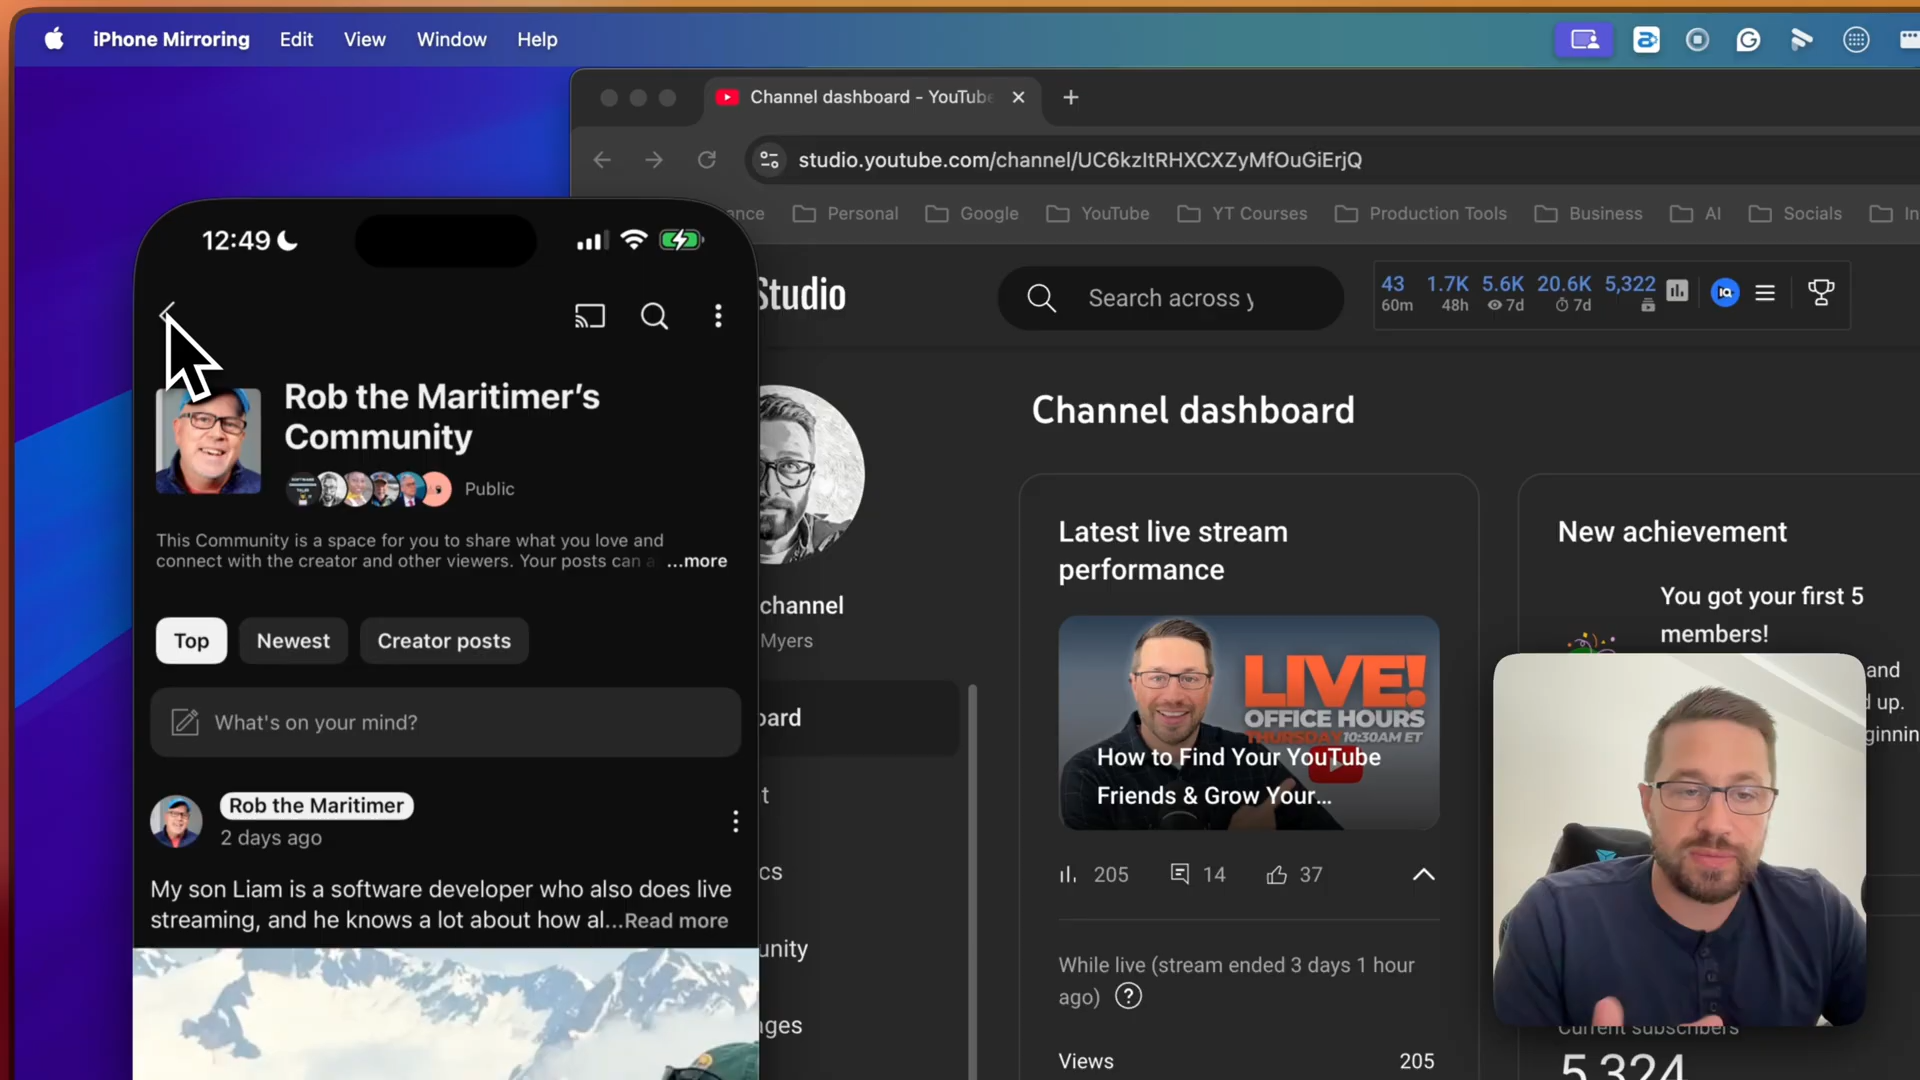 iPhone Mirroring Edit View Window Help
Channel dashboard - YouTube
studio.youtube.com/channel/UC6kzItRHXCXZyMfOuGiErjQ
Personal Google YouTube YT Courses Production Tools Business AI Socials
12:49
Studio
Search across y
43 1.7K 5.6K 20.6K 5,322
60m 48h 7d 7d
Rob the Maritimer's
Community
Public
This Community is a space for you to share what you love and
connect with the creator and other viewers. Your posts can a ...more
Top Newest Creator posts
What's on your mind?
Rob the Maritimer
2 days ago
My son Liam is a software developer who also does live
streaming, and he knows a lot about how al...Read more
channel
Myers
Channel dashboard
Latest live stream
performance
LIVE!
OFFICE HOURS
THURSDAY 10:30AM ET
How to Find Your YouTube
Friends & Grow Your...
205 14 37
While live (stream ended 3 days 1 hour
ago)
Views 205
New achievement
You got your first 5
members!
and
up.
Current subscribers
5,324